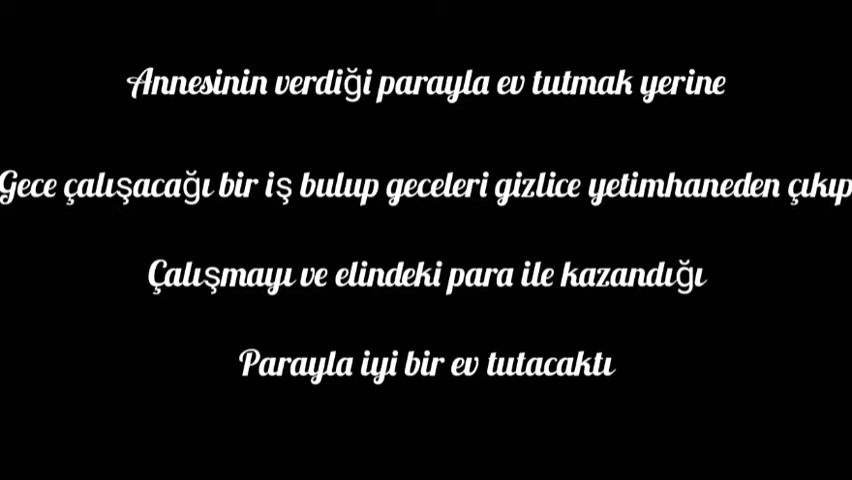 Annesinin verdiği parayla ev tutmak yerine
Gece çalışacağı bir iş bulup geceleri gizlice yetimhaneden çıkıp
Çalışmayı ve elindeki para ile kazandığı
Parayla iyi bir ev tutacaktı